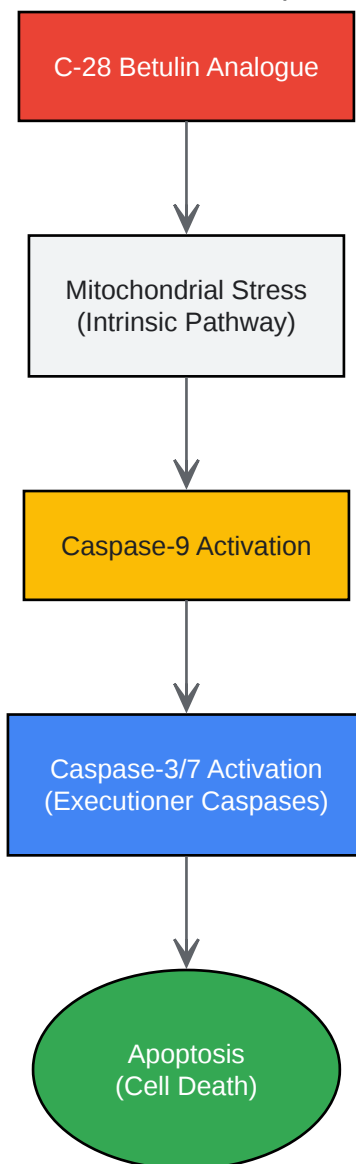 C-28 Betulin Analogue
Mitochondrial Stress
(Intrinsic Pathway)
Caspase-9 Activation
Caspase-3/7 Activation
(Executioner Caspases)
Apoptosis
(Cell Death)